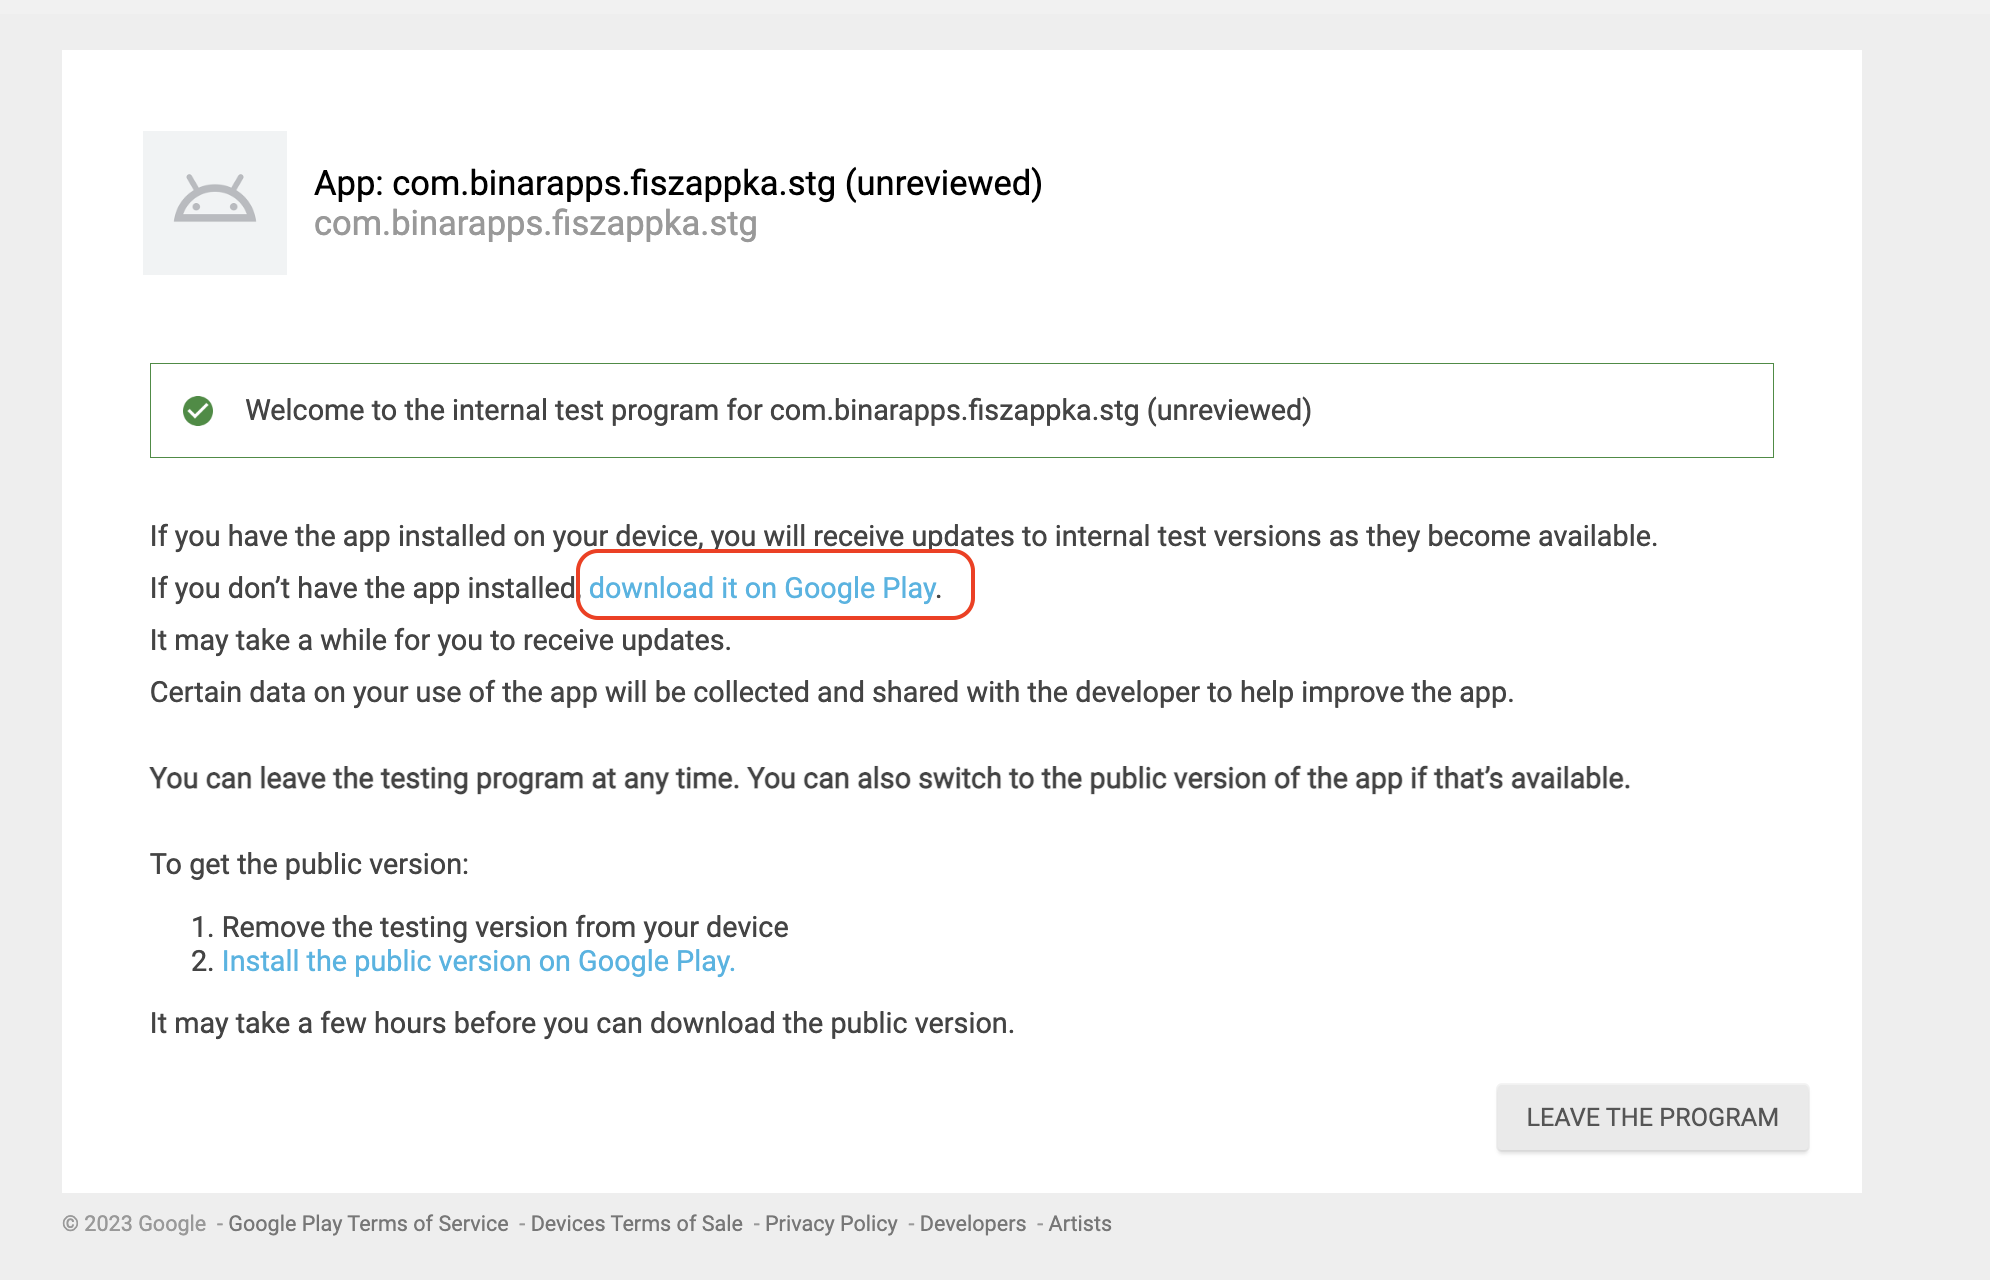 App: com.binarapps.fiszappka.stg (unreviewed)
com.binarapps.fiszappka.stg
Welcome to the internal test program for com.binarapps.fiszappka.stg (unreviewed)
If you have the app installed on your device, you will receive updates to internal test versions as they become available.
If you don’t have the app installed, download it on Google Play.
It may take a while for you to receive updates.
Certain data on your use of the app will be collected and shared with the developer to help improve the app.
You can leave the testing program at any time. You can also switch to the public version of the app if that’s available.
To get the public version:
1. Remove the testing version from your device
2. Install the public version on Google Play.
It may take a few hours before you can download the public version.
LEAVE THE PROGRAM
© 2023 Google - Google Play Terms of Service - Devices Terms of Sale - Privacy Policy - Developers - Artists